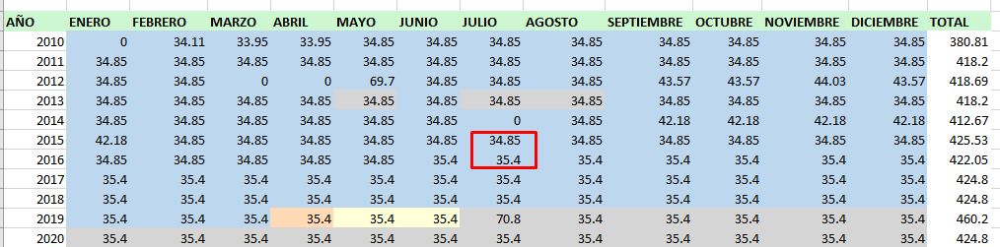 AÑO ENERO FEBRERO MARZO ABRIL MAYO JUNIO JULIO AGOSTO SEPTIEMBRE OCTUBRE NOVIEMBRE DICIEMBRE TOTAL
2010 0 34.11 33.95 33.95 34.85 34.85 34.85 34.85 34.85 34.85 34.85 34.85 380.81
2011 34.85 34.85 34.85 34.85 34.85 34.85 34.85 34.85 34.85 34.85 34.85 34.85 418.2
2012 34.85 34.85 0 0 69.7 34.85 34.85 34.85 43.57 43.57 44.03 43.57 418.69
2013 34.85 34.85 34.85 34.85 34.85 34.85 34.85 34.85 34.85 34.85 34.85 34.85 418.2
2014 34.85 34.85 34.85 34.85 34.85 34.85 0 34.85 42.18 42.18 42.18 42.18 412.67
2015 42.18 34.85 34.85 34.85 34.85 34.85 34.85 34.85 34.85 34.85 34.85 34.85 425.53
2016 34.85 34.85 34.85 34.85 34.85 35.4 35.4 35.4 35.4 35.4 35.4 35.4 422.05
2017 35.4 35.4 35.4 35.4 35.4 35.4 35.4 35.4 35.4 35.4 35.4 35.4 424.8
2018 35.4 35.4 35.4 35.4 35.4 35.4 35.4 35.4 35.4 35.4 35.4 35.4 424.8
2019 35.4 35.4 35.4 35.4 35.4 35.4 70.8 35.4 35.4 35.4 35.4 35.4 460.2
2020 35.4 35.4 35.4 35.4 35.4 35.4 35.4 35.4 35.4 35.4 35.4 35.4 424.8